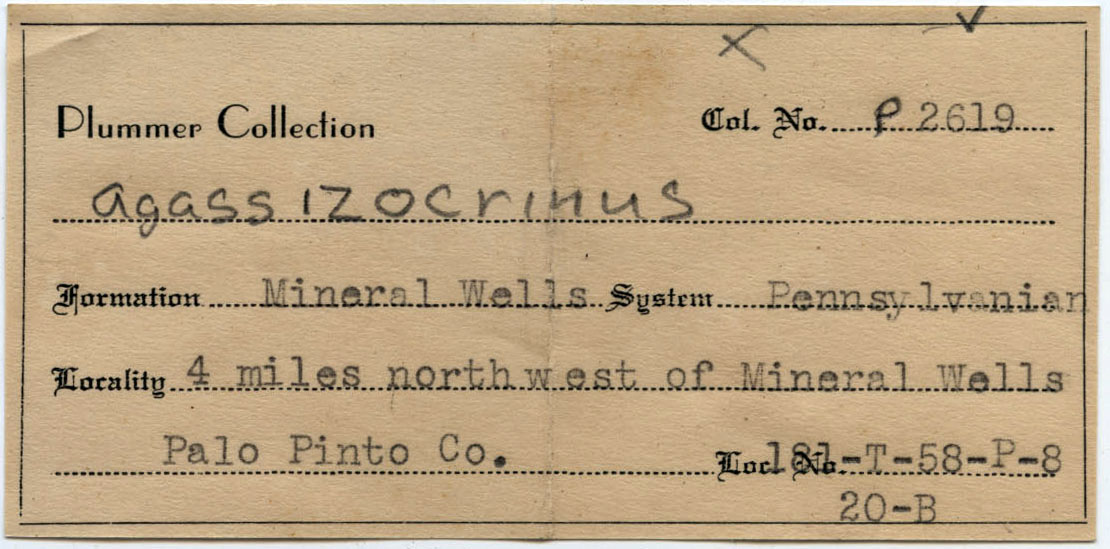 Plummer Collection Col. No. P 2619
agassizocrinus
Formation Mineral Wells System Pennsylvanian
Locality 4 miles northwest of Mineral Wells
Palo Pinto Co. Loc. No. 181-T-58-P-8
20-B